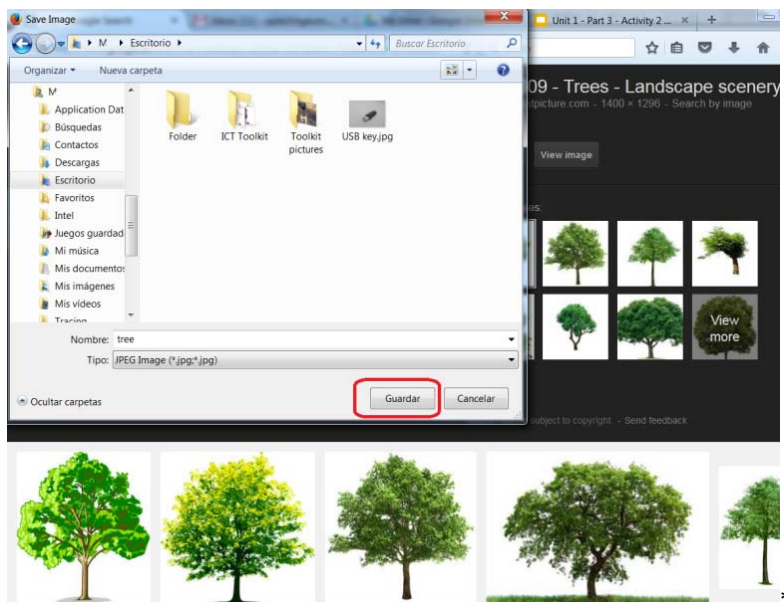 Save Image
Unit 1 - Part 3 - Activity 2 ... × +
M ▸ Escritorio ▸
Buscar Escritorio
Organizar Nueva carpeta
M
Application Dat
Búsquedas
Contactos
Descargas
Escritorio
Favoritos
Intel
Juegos guardad
Mi música
Mis documentos
Mis imágenes
Mis vídeos
Tracing
Folder
ICT Toolkit
Toolkit pictures
USB key.jpg
Nombre: tree
Tipo: JPEG Image (*.jpg;*.jpg)
Ocultar carpetas
Guardar
Cancelar
09 - Trees - Landscape scenery
picture.com - 1400 × 1296 - Search by image
View image
View
more
subject to copyright. - Send feedback